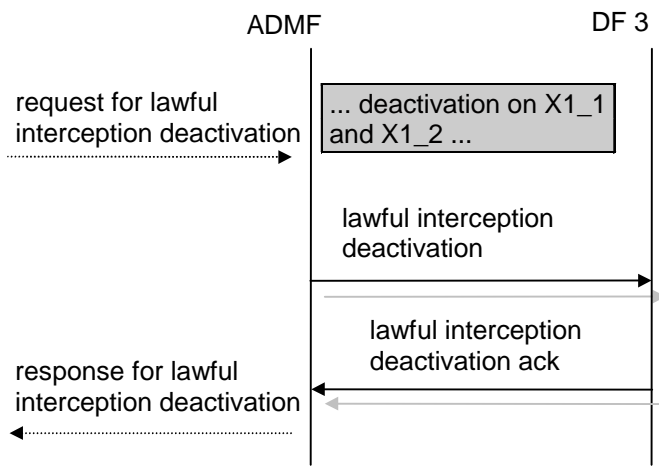 ADMF
DF 3
request for lawful
interception deactivation
... deactivation on X1_1
and X1_2 ...
lawful interception
deactivation
lawful interception
deactivation ack
response for lawful
interception deactivation